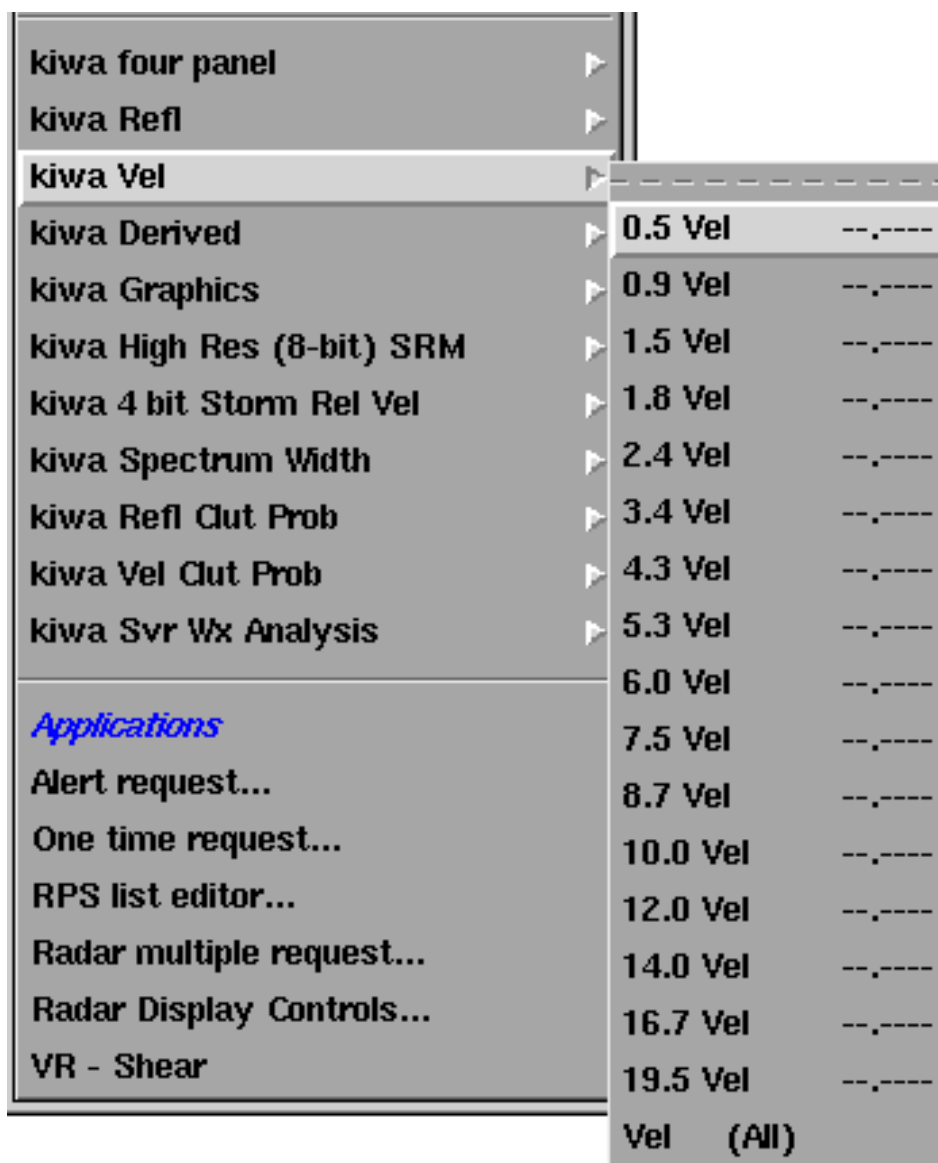 kiwa four panel
kiwa Refl
kiwa Vel
kiwa Derived
kiwa Graphics
kiwa High Res (8-bit) SRM
kiwa 4 bit Storm Rel Vel
kiwa Spectrum Width
kiwa Refl Clut Prob
kiwa Vel Clut Prob
kiwa Svr Wx Analysis
Applications
Alert request...
One time request...
RPS list editor...
Radar multiple request...
Radar Display Controls...
VR - Shear
0.5 Vel --.----
0.9 Vel --.----
1.5 Vel --.----
1.8 Vel --.----
2.4 Vel --.----
3.4 Vel --.----
4.3 Vel --.----
5.3 Vel --.----
6.0 Vel --.----
7.5 Vel --.----
8.7 Vel --.----
10.0 Vel --.----
12.0 Vel --.----
14.0 Vel --.----
16.7 Vel --.----
19.5 Vel --.----
Vel (All)